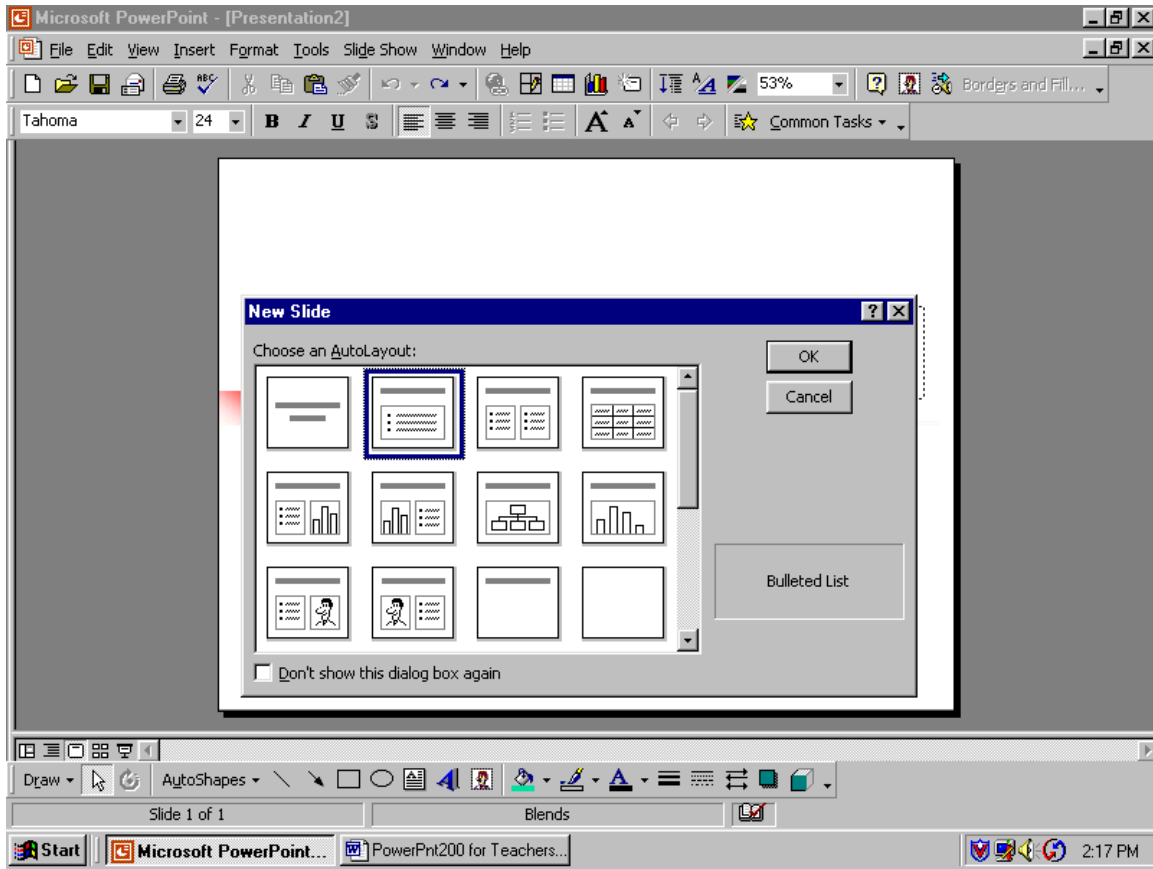 Microsoft PowerPoint - [Presentation2]
File Edit View Insert Format Tools Slide Show Window Help
ABC 53% Borders and Fill...
Tahoma 24 B I U S A A Common Tasks
New Slide
Choose an AutoLayout:
OK
Cancel
Bulleted List
Don't show this dialog box again
Draw AutoShapes A A
Slide 1 of 1 Blends
Start Microsoft PowerPoint... PowerPnt200 for Teachers... 2:17 PM